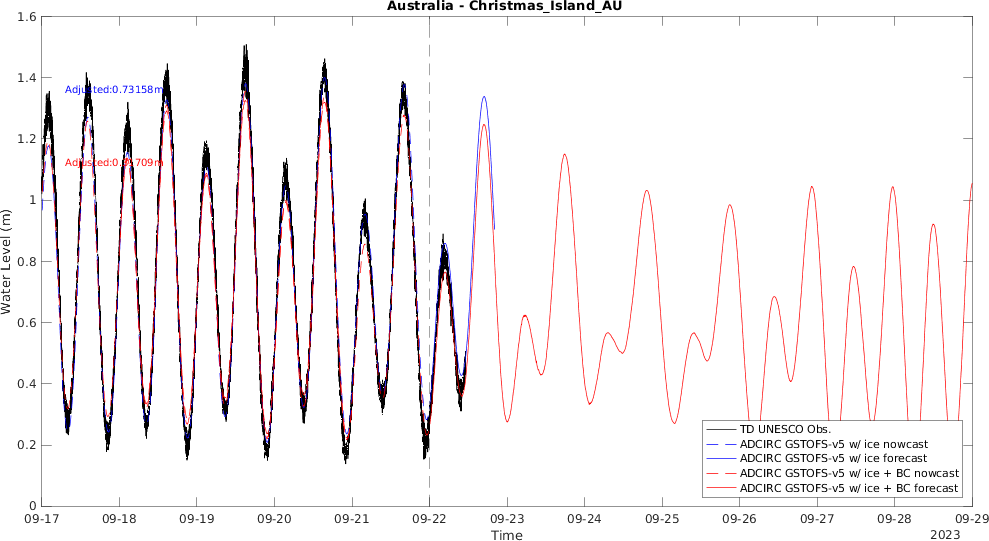 Australia - Christmas_Island_AU
1.6
1.4
1.2
1
0.8
0.6
0.4
0.2
0
Water Level (m)
Adjusted:0.73158m
TD UNESCO Obs.
ADCIRC GSTOFS-v5 w/ ice nowcast
ADCIRC GSTOFS-v5 w/ ice forecast
ADCIRC GSTOFS-v5 w/ ice + BC nowcast
ADCIRC GSTOFS-v5 w/ ice + BC forecast
09-17 09-18 09-19 09-20 09-21 09-22 09-23 09-24 09-25 09-26 09-27 09-28 09-29
Time
2023